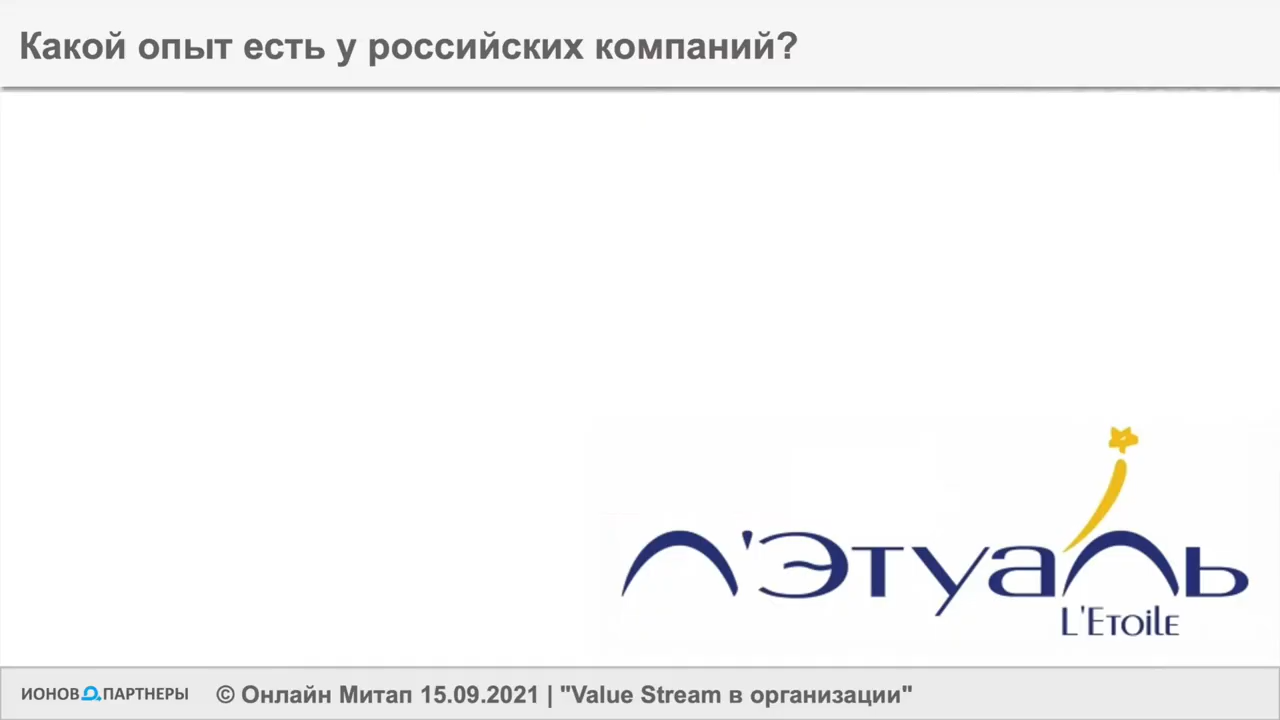 Какой опыт есть у российских компаний?
Л'Этуаль
L'Etoile
ИОНОВ ПАРТНЕРЫ
© Онлайн Митап 15.09.2021 | "Value Stream в организации"